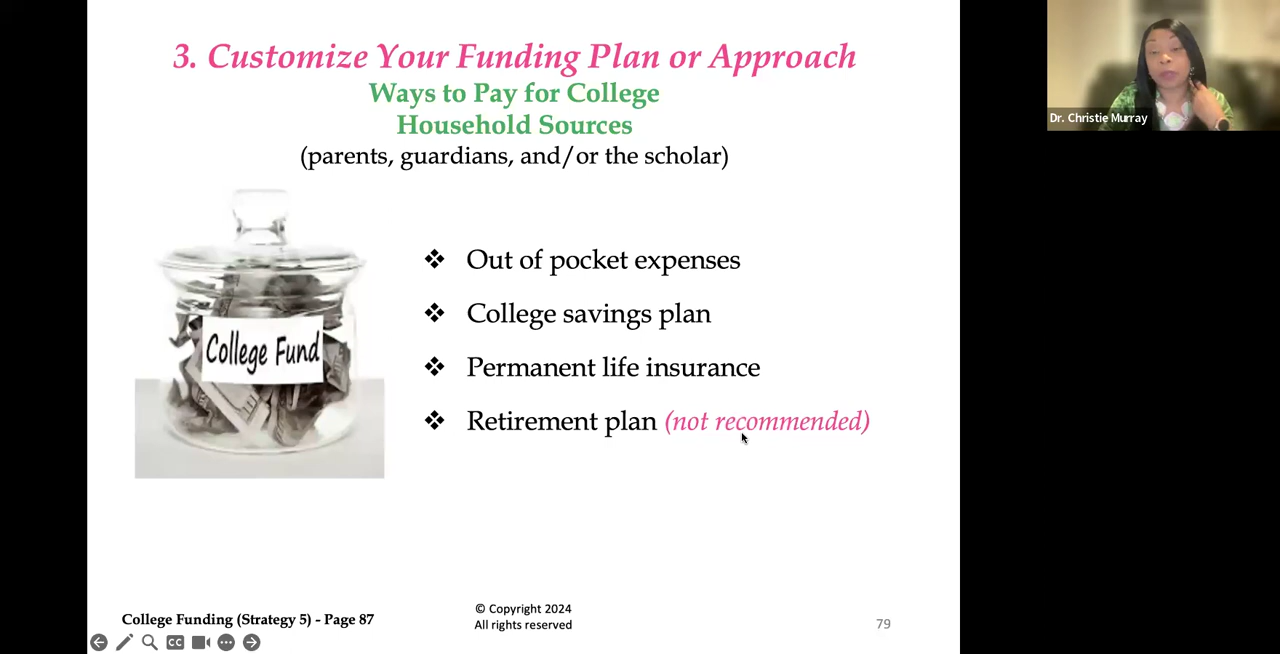 3. Customize Your Funding Plan or Approach
Ways to Pay for College
Household Sources
(parents, guardians, and/or the scholar)
Dr. Christie Murray
College Fund
❖ Out of pocket expenses
❖ College savings plan
❖ Permanent life insurance
❖ Retirement plan (not recommended)
College Funding (Strategy 5) - Page 87
© Copyright 2024
All rights reserved
79
CC